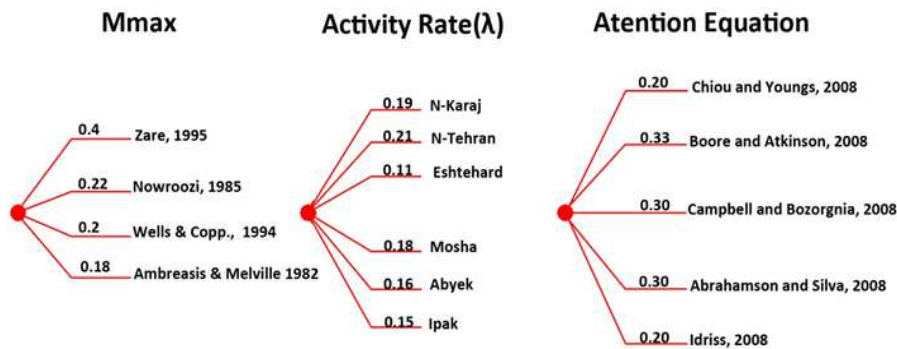 Mmax
0.4 Zare, 1995
0.22 Nowroozi, 1985
0.2 Wells & Copp., 1994
0.18 Ambreasis & Melville 1982
Activity Rate(λ)
0.19 N-Karaj
0.21 N-Tehran
0.11 Eshtehard
0.18 Mosha
0.16 Abyek
0.15 Ipak
Atention Equation
0.20 Chiou and Youngs, 2008
0.33 Boore and Atkinson, 2008
0.30 Campbell and Bozorgnia, 2008
0.30 Abrahamson and Silva, 2008
0.20 Idriss, 2008